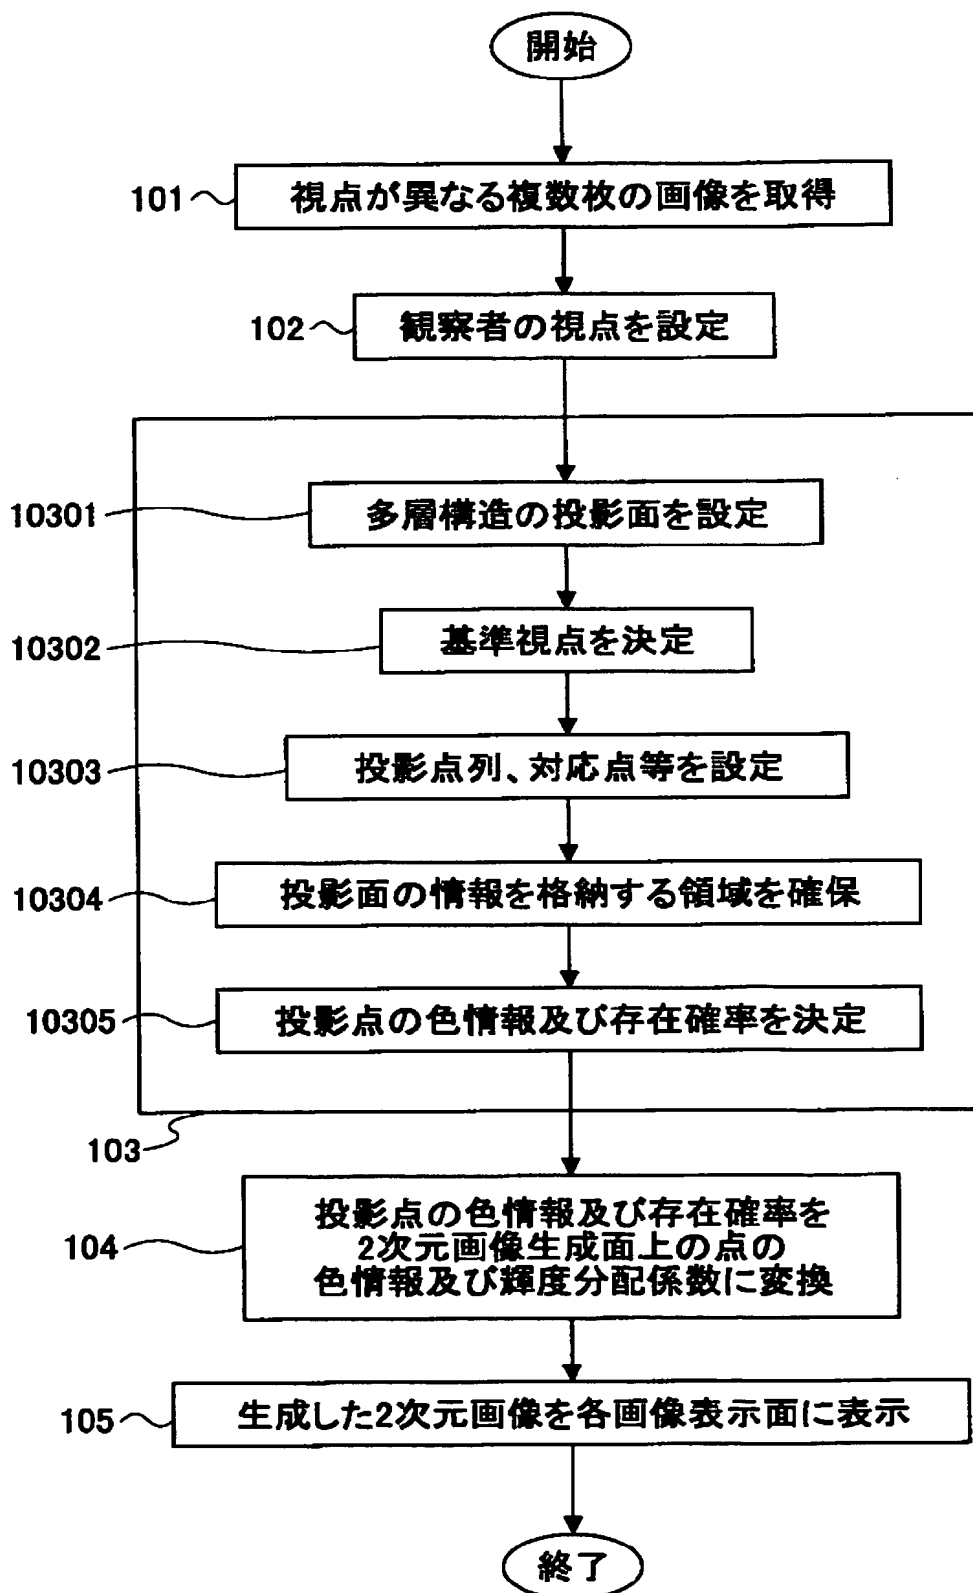 開始
101
視点が異なる複数枚の画像を取得
102
観察者の視点を設定
10301
多層構造の投影面を設定
10302
基準視点を決定
10303
投影点列、対応点等を設定
10304
投影面の情報を格納する領域を確保
10305
投影点の色情報及び存在確率を決定
103
104
投影点の色情報及び存在確率を
2次元画像生成面上の点の
色情報及び輝度分配係数に変換
105
生成した2次元画像を各画像表示面に表示
終了